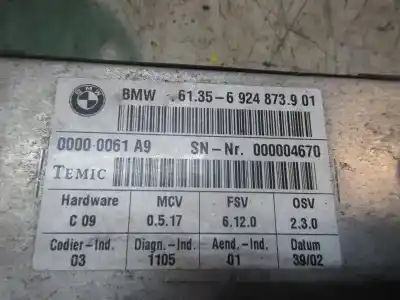 BMW 61.35-6 924 873.9 01
0000 0061 A9 SN-Nr. 000004670
TEMIC
Hardware MCV FSV OSV
C 09 0.5.17 6.12.0 2.3.0
Codier-Ind. Diagn.-Ind. Aend.-Ind. Datum
03 1105 01 39/02